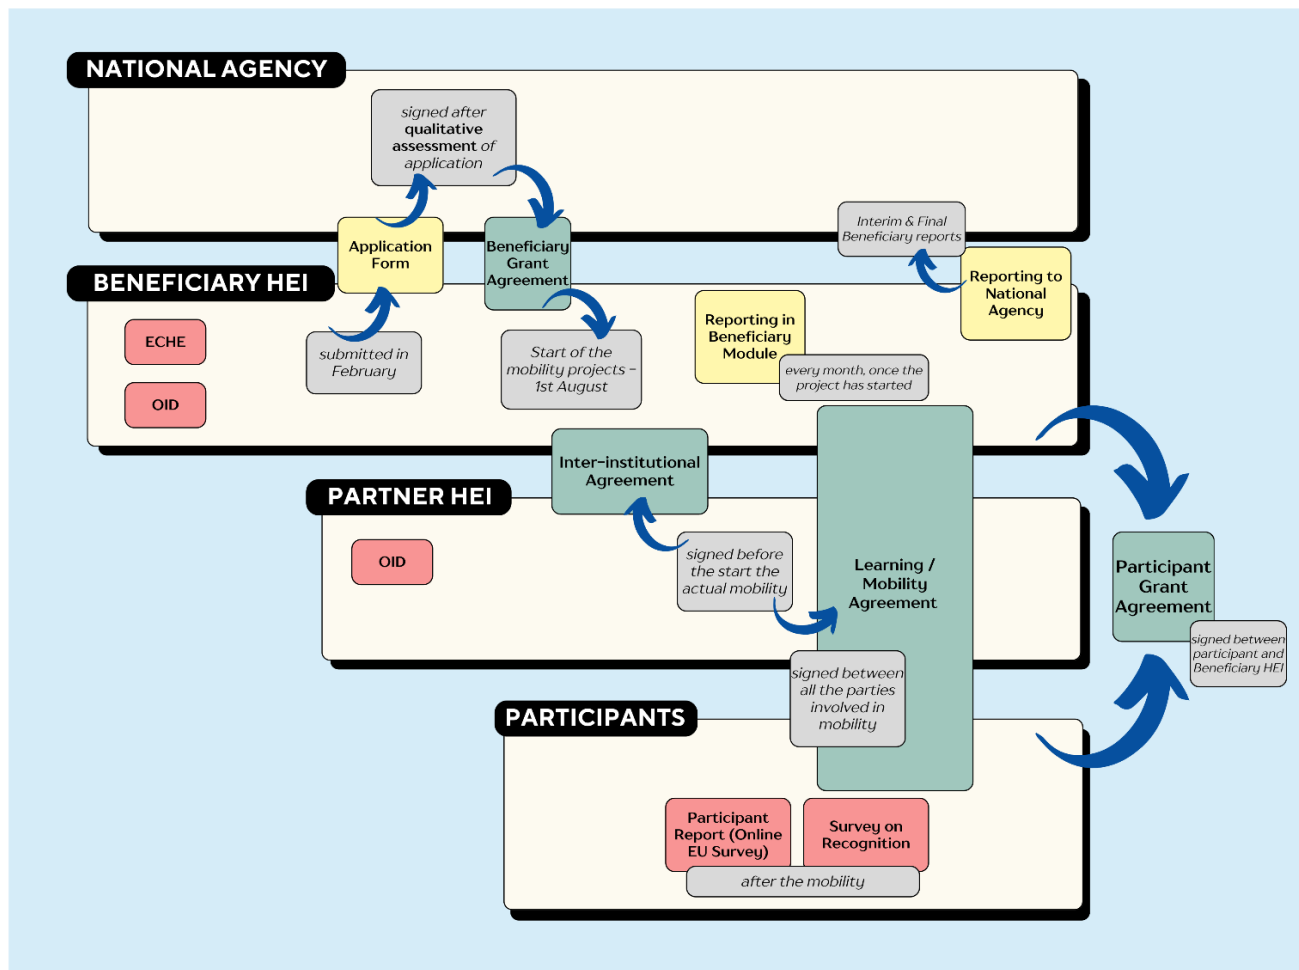 NATIONAL AGENCY
signed after
qualitative
assessment of
application
Application
Form
Beneficiary
Grant
Agreement
Interim & Final
Beneficiary reports
Reporting to
National
Agency
BENEFICIARY HEI
ECHE
OID
submitted in
February
Start of the
mobility projects –
1st August
Reporting in
Beneficiary
Module
every month, once the
project has started
Inter-institutional
Agreement
PARTNER HEI
OID
signed before
the start the
actual mobility
Learning /
Mobility
Agreement
signed between
all the parties
involved in
mobility
Participant
Grant
Agreement
signed between
participant and
Beneficiary HEI
PARTICIPANTS
Participant
Report (Online
EU Survey)
Survey on
Recognition
after the mobility